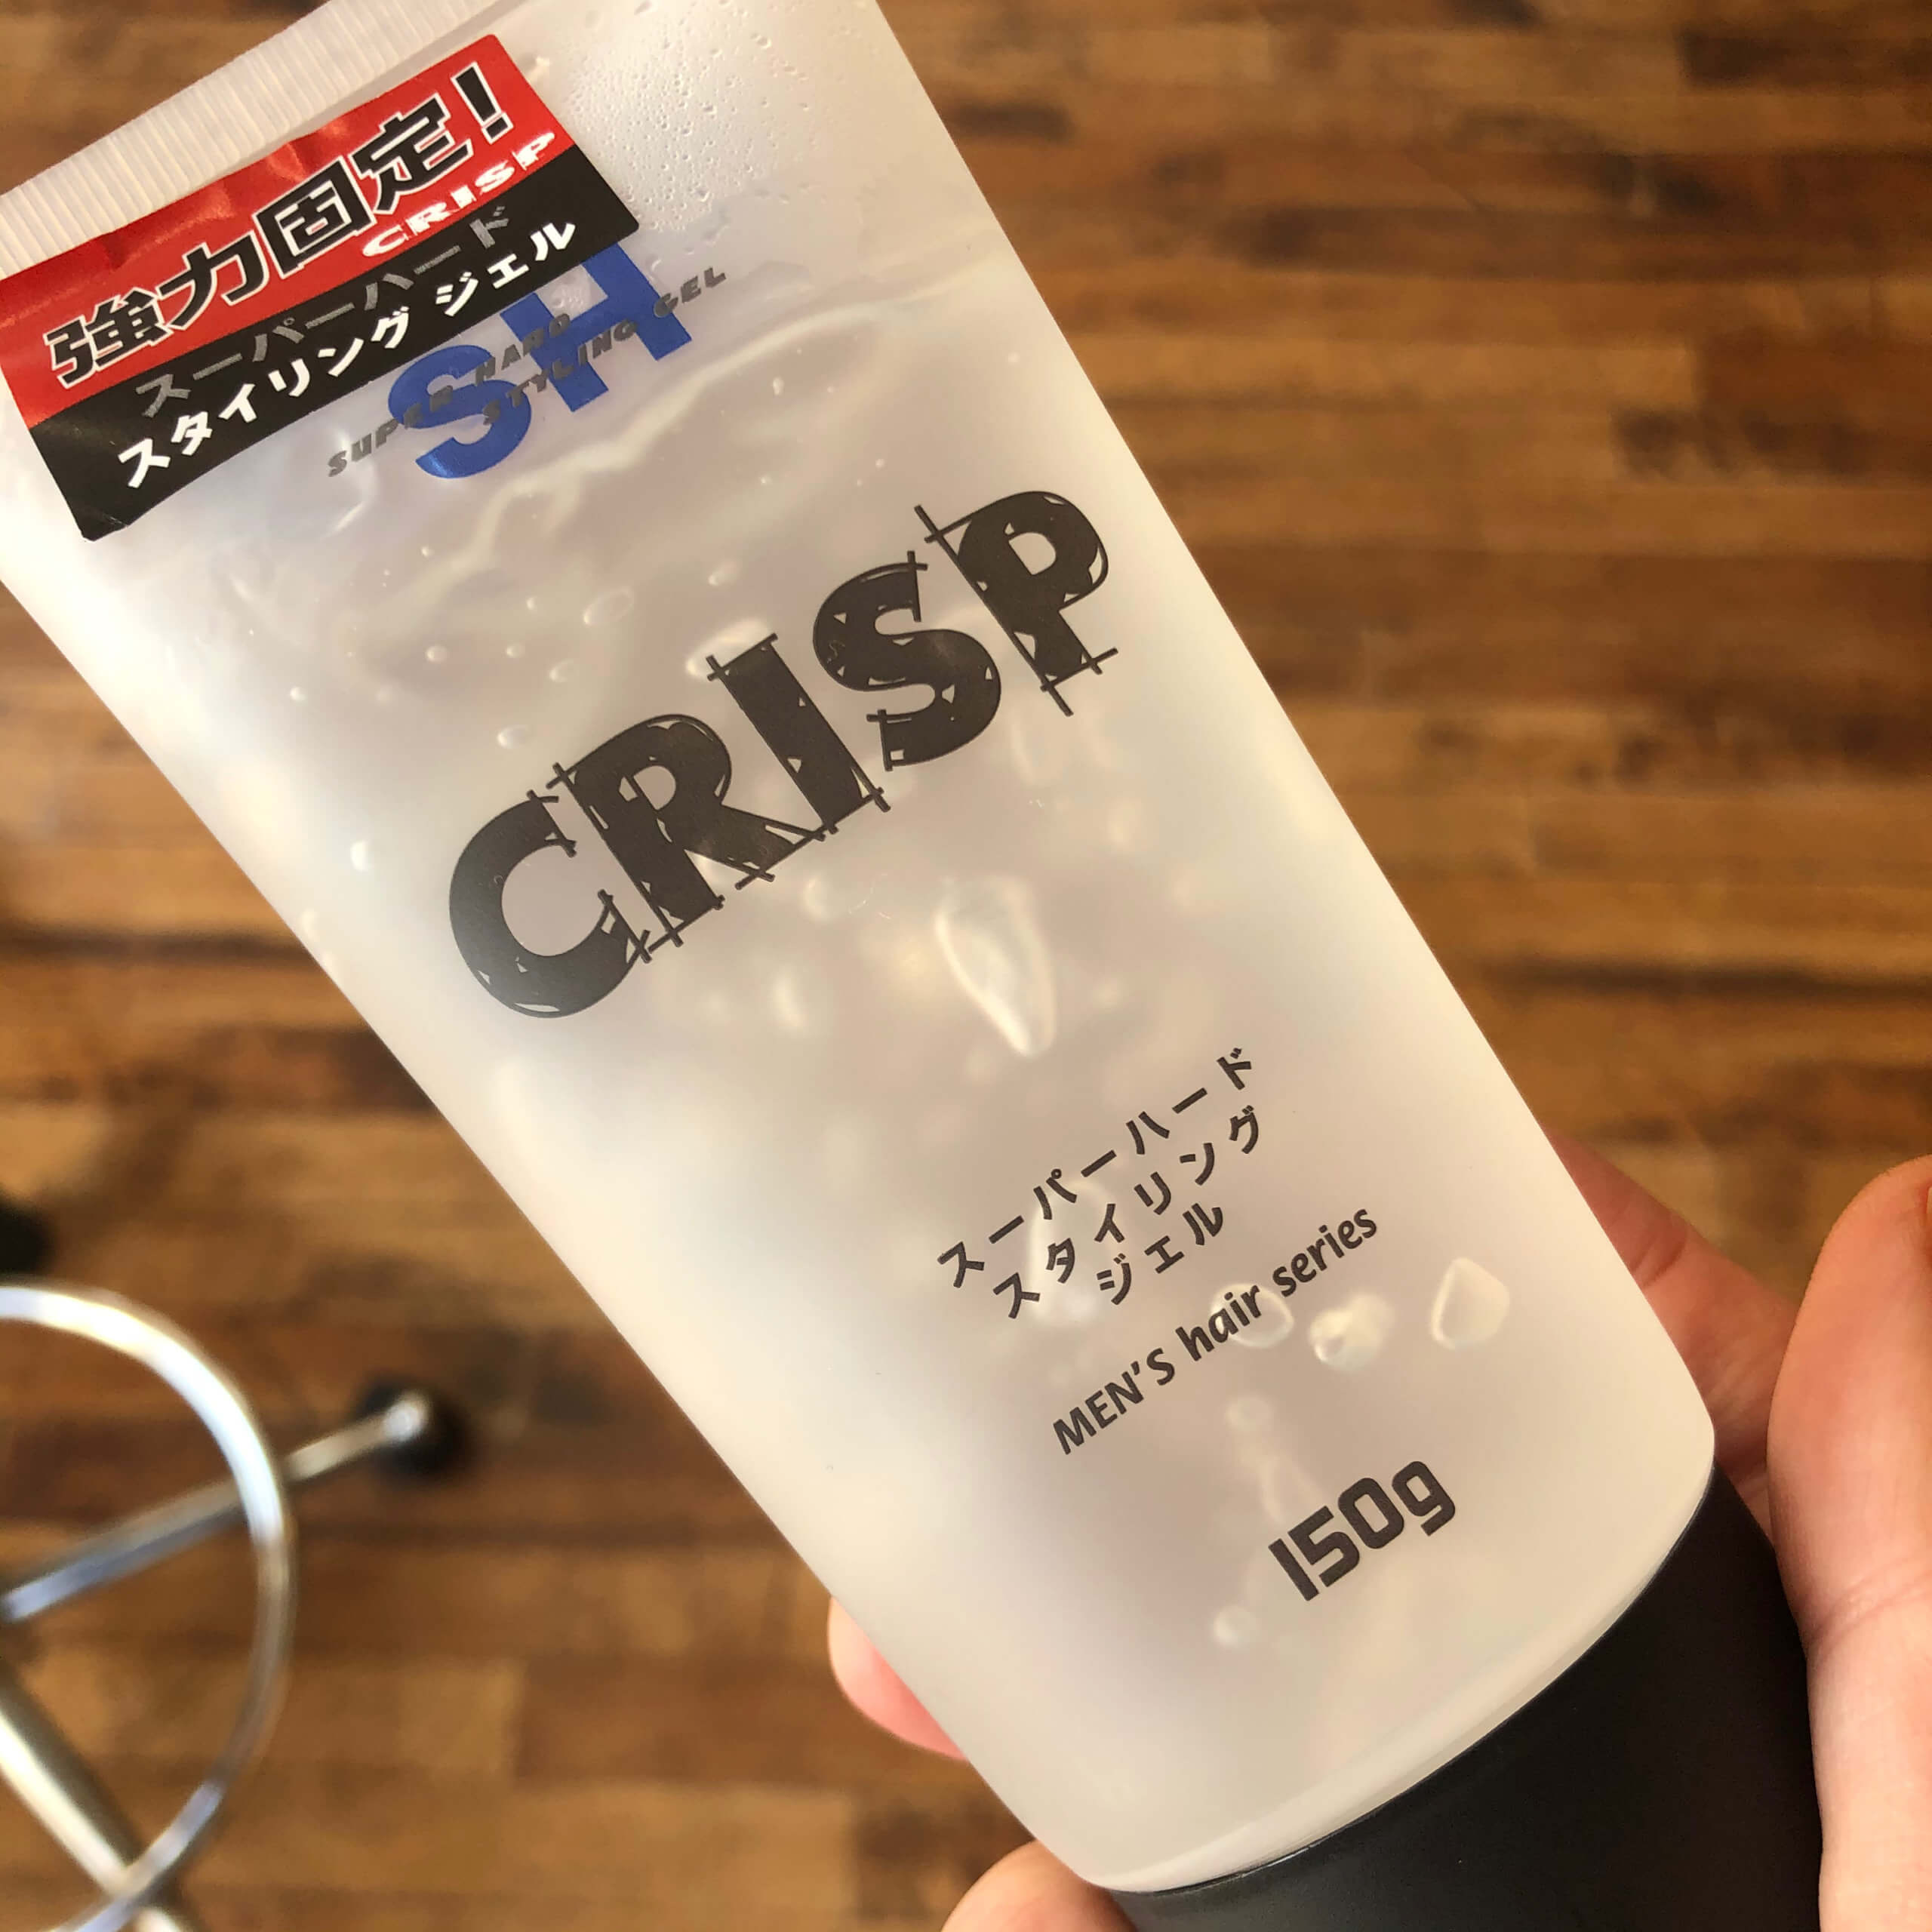 強力固定!
CRISP
スーパーハード
スタイリング ジェル
SH
SUPER HARD
STYLING GEL
CRISP
スーパーハード
スタイリング
ジェル
MEN'S hair series
150g